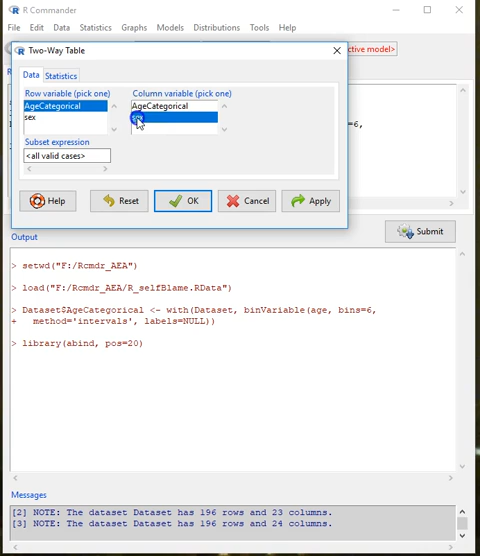 R Commander
File Edit Data Statistics Graphs Models Distributions Tools Help
Two-Way Table
ctive model>
Data Statistics
Row variable (pick one) Column variable (pick one)
AgeCategorical AgeCategorical
sex sex
=6,
Subset expression
<all valid cases>
Help Reset OK Cancel Apply
Submit
Output
> setwd("F:/Rcmdr_AEA")
> load("F:/Rcmdr_AEA/R_selfBlame.RData")
> Dataset$AgeCategorical <- with(Dataset, binVariable(age, bins=6,
+ method='intervals', labels=NULL))
> library(abind, pos=20)
Messages
[2] NOTE: The dataset Dataset has 196 rows and 23 columns.
[3] NOTE: The dataset Dataset has 196 rows and 24 columns.